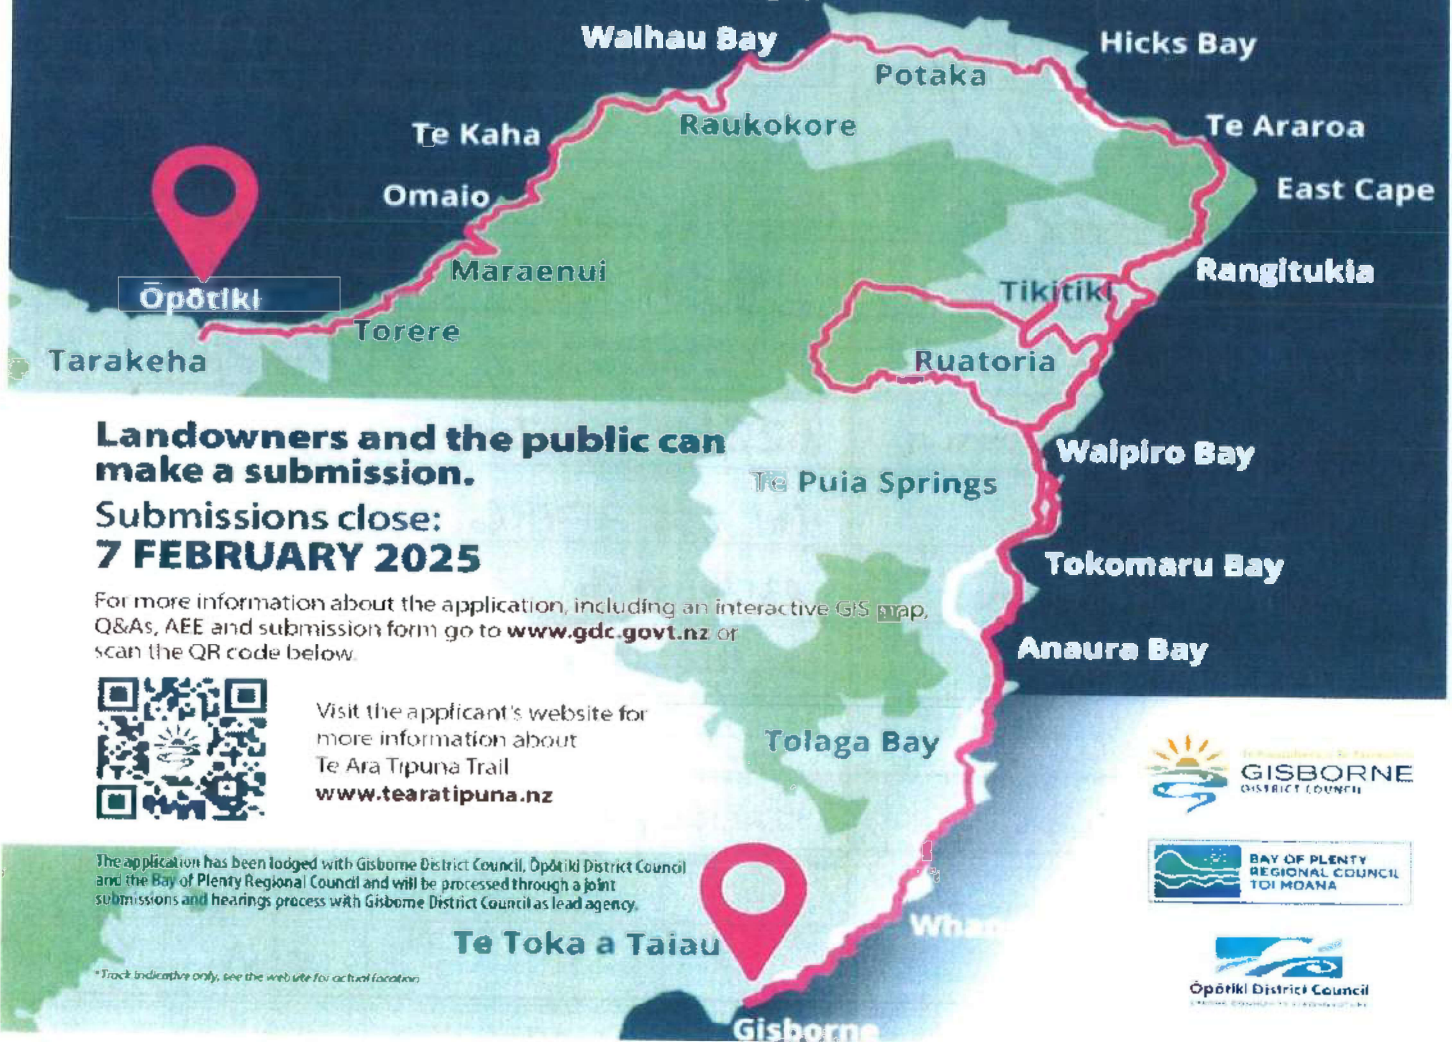 Waihau Bay
Hicks Bay
Potaka
Te Kaha
Raukokore
Te Araroa
Omaio
East Cape
Maraenui
Rangitukia
Ōpōtiki
Tikitiki
Torere
Tarakeha
Ruatoria
Landowners and the public can
make a submission.
Submissions close:
7 FEBRUARY 2025
Waipiro Bay
Te Puia Springs
Tokomaru Bay
For more information about the application, including an interactive GIS map,
Q&As, AEE and submission form go to www.gdc.govt.nz or
scan the QR code below.
Anaura Bay
Visit the applicant's website for
more information about
Te Ara Tipuna Trail
www.tearatipuna.nz
Tolaga Bay
GISBORNE
DISTRICT COUNCIL
The application has been lodged with Gisborne District Council, Ōpōtiki District Council
and the Bay of Plenty Regional Council and will be processed through a joint
submissions and hearings process with Gisborne District Council as lead agency.
BAY OF PLENTY
REGIONAL COUNCIL
TOI MOANA
Te Toka a Taiau
*Track indicative only, see the website for actual location
Ōpōtiki District Council
Gisborne